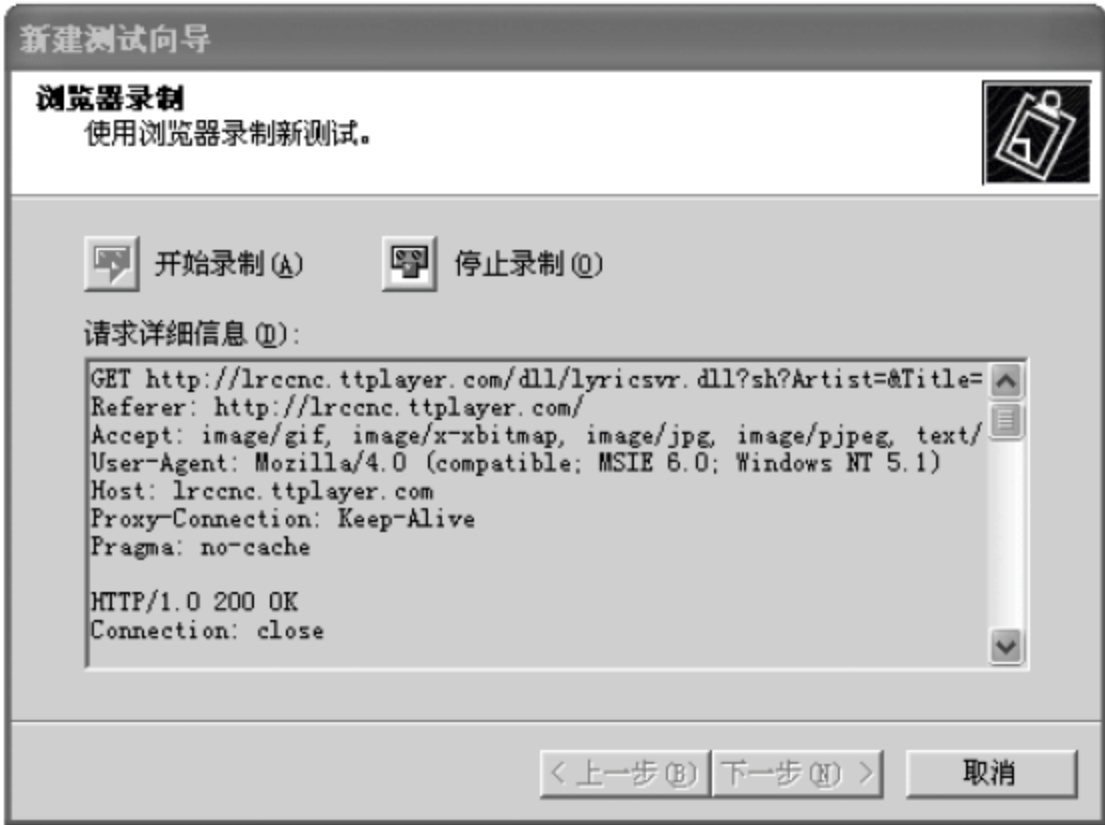 新建测试向导
浏览器录制
使用浏览器录制新测试。
开始录制(A) 停止录制(O)
请求详细信息(D):
GET http://lrccnc.ttplayer.com/dll/lyricsvr.dll?sh?Artist=&Title=
Referer: http://lrccnc.ttplayer.com/
Accept: image/gif, image/x-xbitmap, image/jpg, image/pjpeg, text/
User-Agent: Mozilla/4.0 (compatible; MSIE 6.0; Windows NT 5.1)
Host: lrccnc.ttplayer.com
Proxy-Connection: Keep-Alive
Pragma: no-cache
HTTP/1.0 200 OK
Connection: close
< 上一步(B) 下一步(N) > 取消